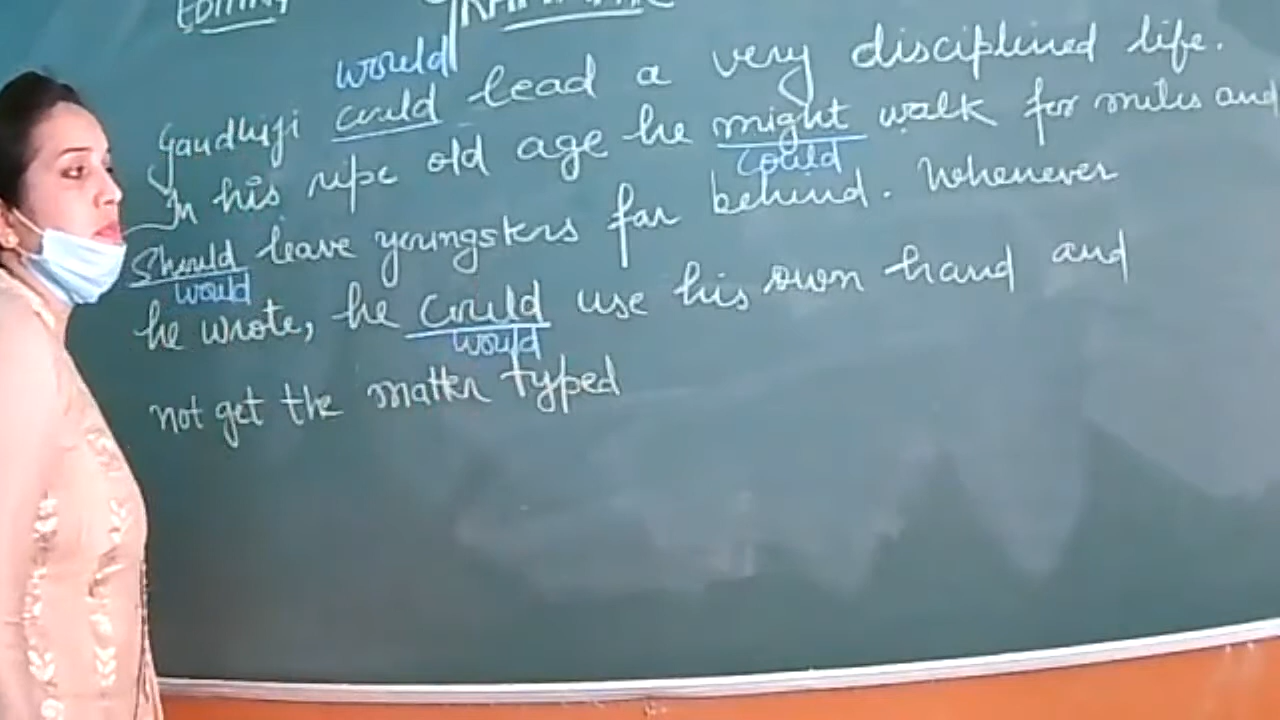 EDITING GRAMMAR
would
Gandhiji could lead a very disciplined life.
In his ripe old age he might walk for miles and
could
Should leave youngsters far behind. Whenever
would
he wrote, he could use his own hand and
would
not get the matter typed